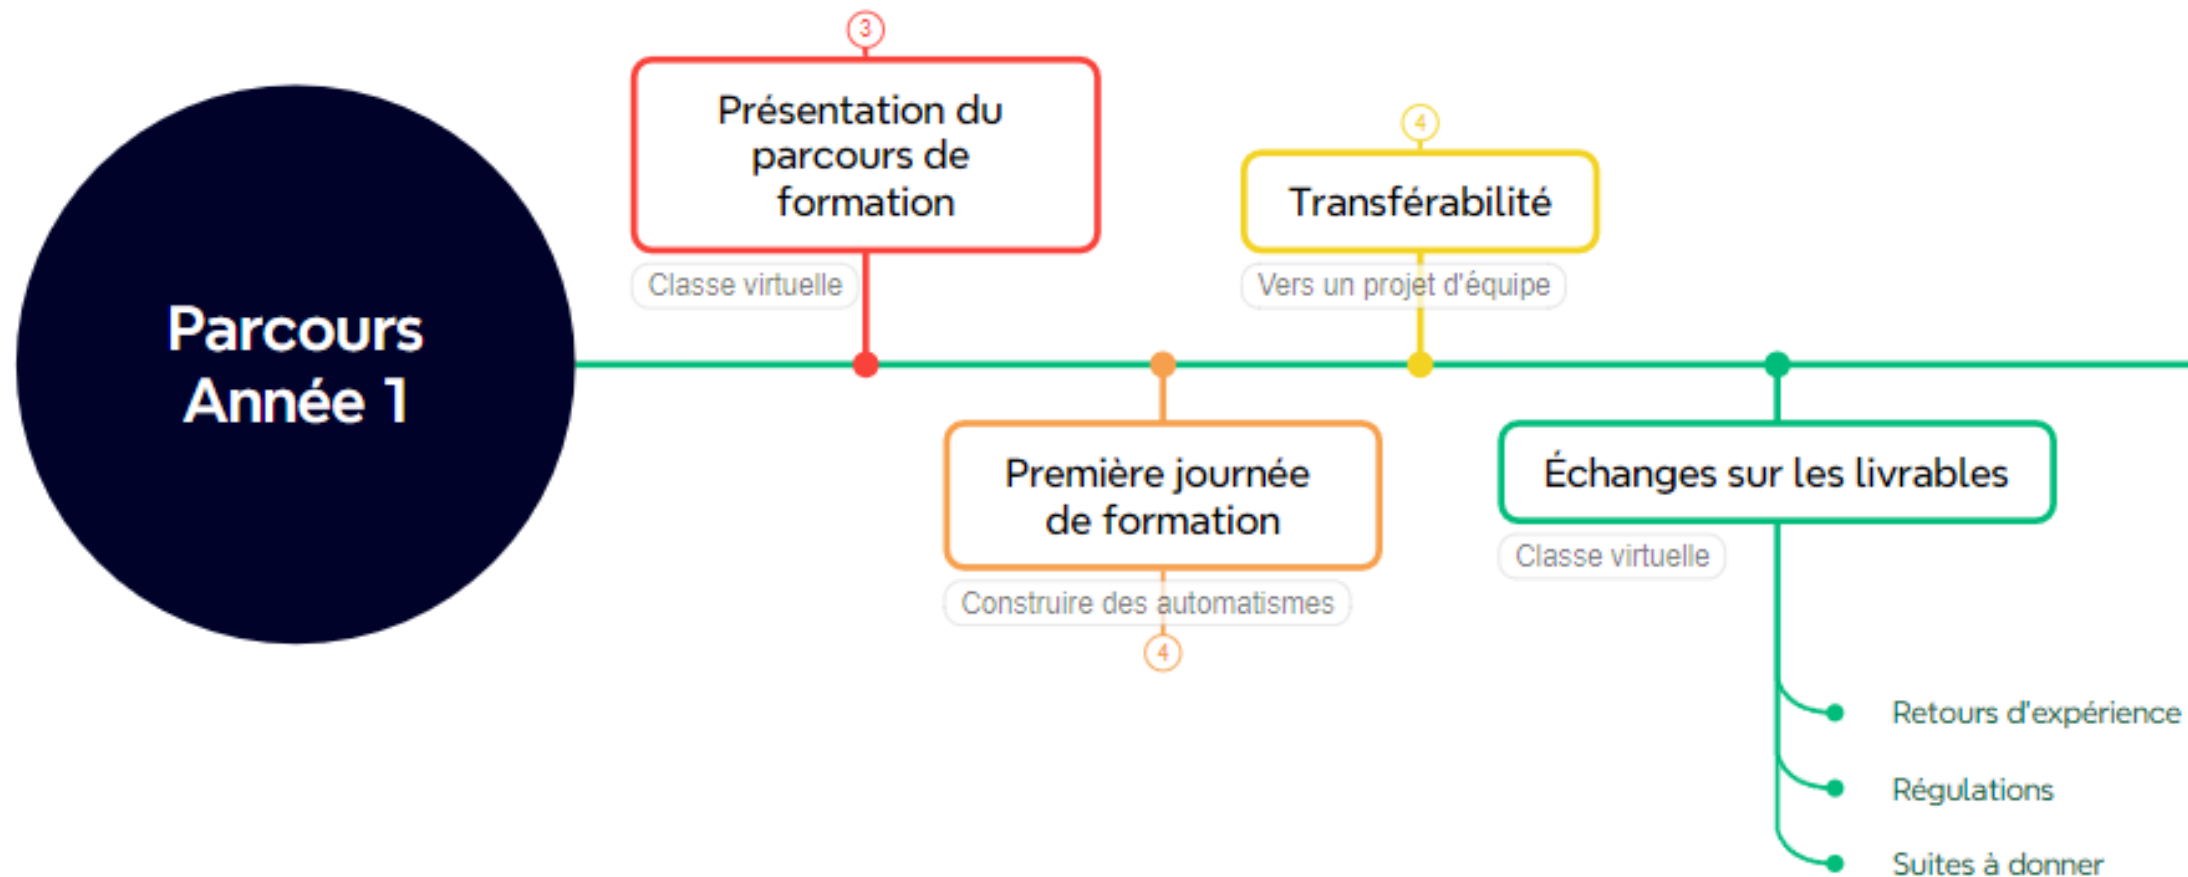 Parcours
Année 1
3
Présentation du
parcours de
formation
Classe virtuelle
Première journée
de formation
Construire des automatismes
4
4
Transférabilité
Vers un projet d'équipe
Échanges sur les livrables
Classe virtuelle
Retours d'expérience
Régulations
Suites à donner